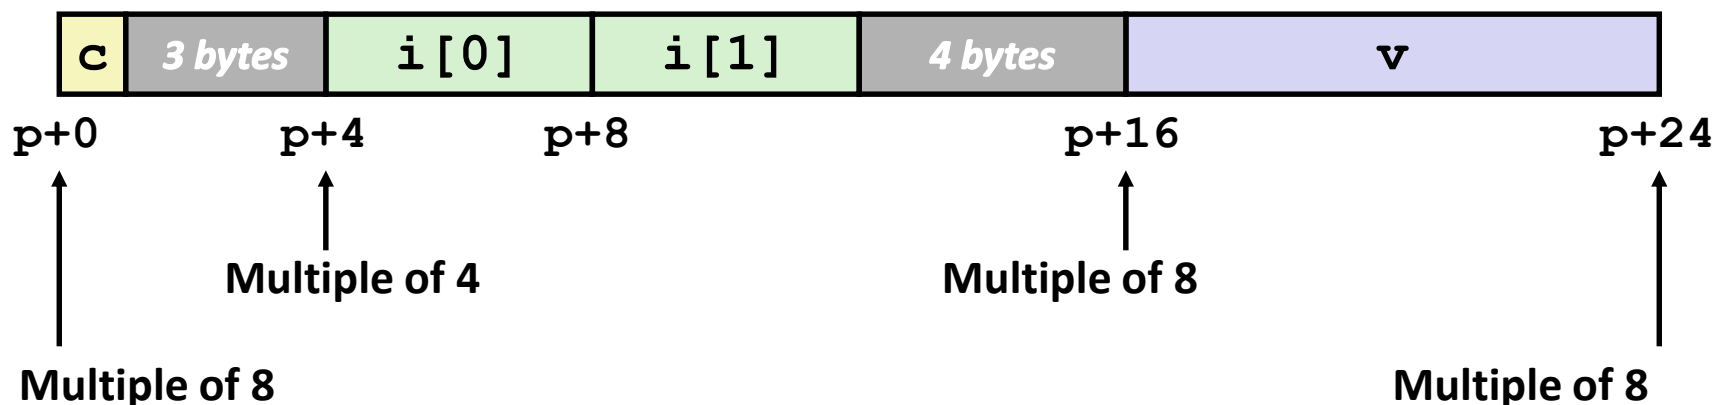 c 3 bytes i[0] i[1] 4 bytes v
p+0 p+4 p+8 p+16 p+24
Multiple of 4 Multiple of 8
Multiple of 8 Multiple of 8